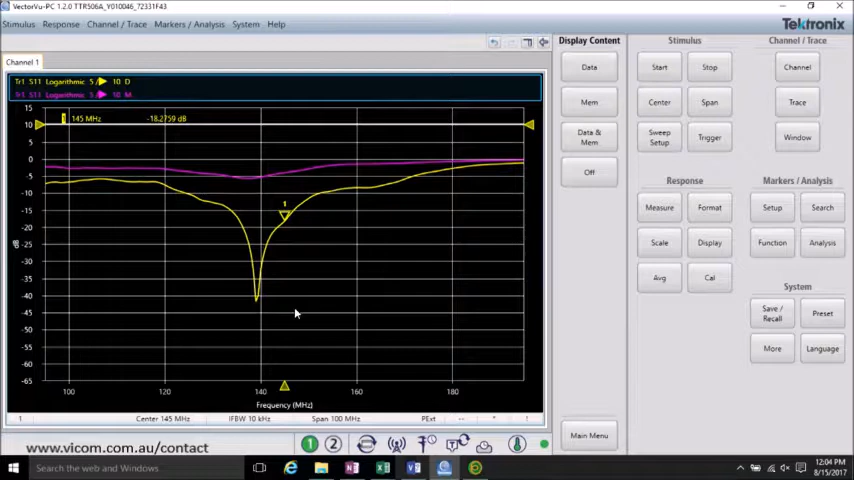 VectorVu-PC 1.2.0 TTR506A_Y010046_72331F43
Stimulus Response Channel / Trace Markers / Analysis System Help
Tektronix
Channel 1
Tr1 S11 Logarithmic 5 / 10 D
Tr1 S11 Logarithmic 5 / 10 M
1 145 MHz -18.2759 dB
15
10
5
0
-5
-10
-15
-20
-25
-30
-35
-40
-45
-50
-55
-60
-65
dB
1
100 120 140 160 180
Frequency (MHz)
1 Center 145 MHz IFBW 10 kHz Span 100 MHz PExt -- * !
www.vicom.com.au/contact
1 2
Display Content
Data
Mem
Data &
Mem
Off
Main Menu
Stimulus
Start Stop
Center Span
Sweep
Setup
Trigger
Response
Measure Format
Scale Display
Avg Cal
Channel / Trace
Channel
Trace
Window
Markers / Analysis
Setup Search
Function Analysis
System
Save /
Recall
Preset
More Language
Search the web and Windows
12:04 PM
8/15/2017